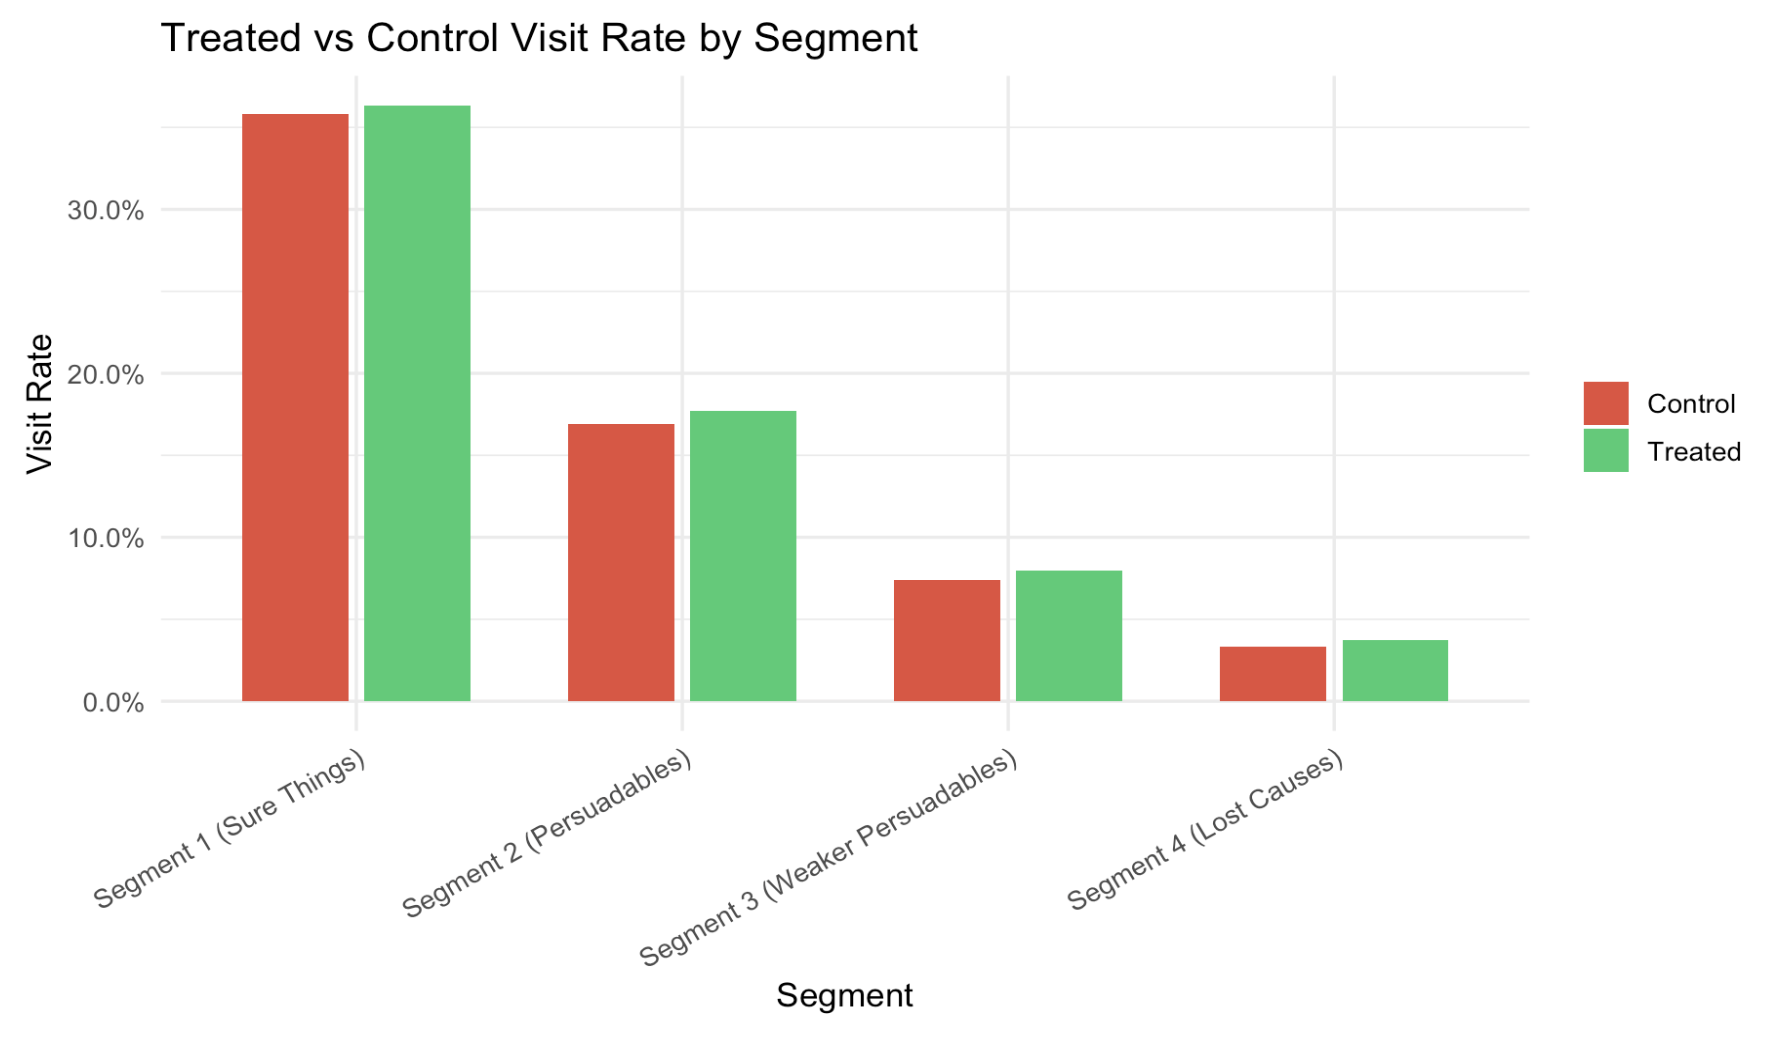 Treated vs Control Visit Rate by Segment
Visit Rate
30.0%
20.0%
10.0%
0.0%
Segment 1 (Sure Things)
Segment 2 (Persuadables)
Segment 3 (Weaker Persuadables)
Segment 4 (Lost Causes)
Segment
Control
Treated